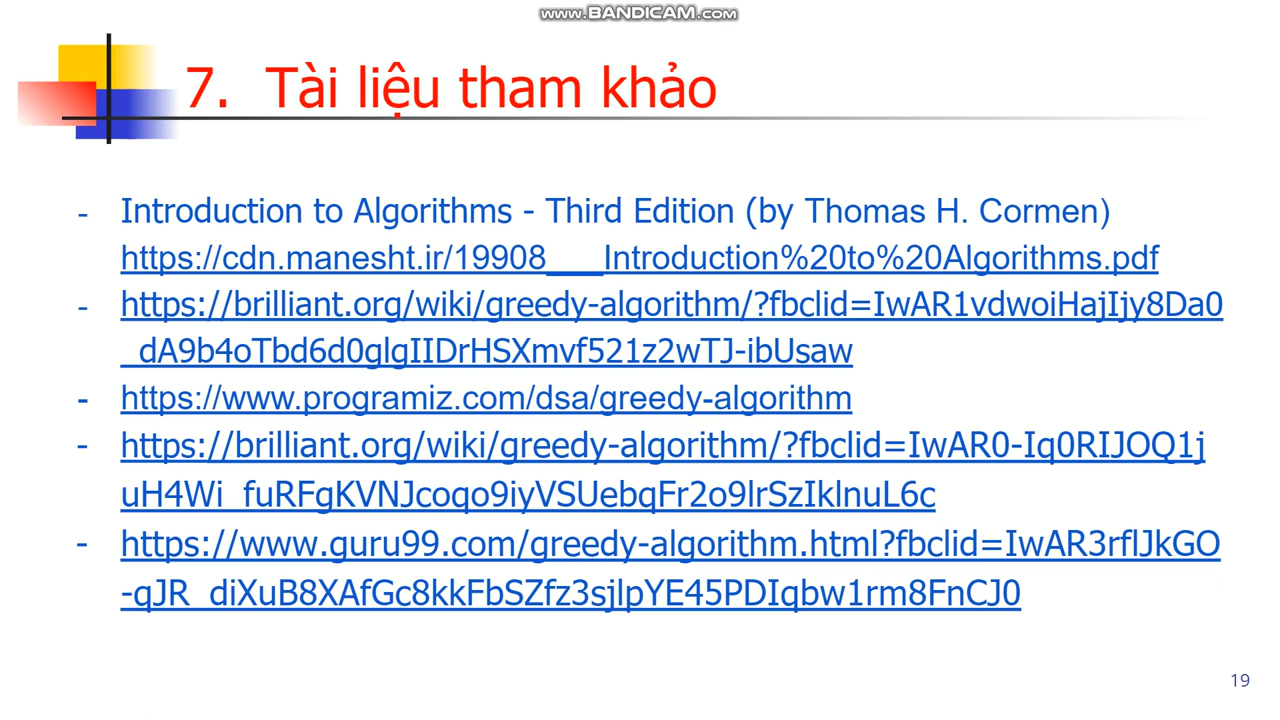 www.BANDICAM.com
7. Tài liệu tham khảo
- Introduction to Algorithms - Third Edition (by Thomas H. Cormen)
https://cdn.manesht.ir/19908___Introduction%20to%20Algorithms.pdf
- https://brilliant.org/wiki/greedy-algorithm/?fbclid=IwAR1vdwoiHajIjy8Da0
_dA9b4oTbd6d0glgIIDrHSXmvf521z2wTJ-ibUsaw
- https://www.programiz.com/dsa/greedy-algorithm
- https://brilliant.org/wiki/greedy-algorithm/?fbclid=IwAR0-Iq0RIJOQ1j
uH4Wi_fuRFgKVNJcoqo9iyVSUebqFr2o9lrSzIklnuL6c
- https://www.guru99.com/greedy-algorithm.html?fbclid=IwAR3rflJkGO
-qJR_diXuB8XAfGc8kkFbSZfz3sjlpYE45PDIqbw1rm8FnCJ0
19